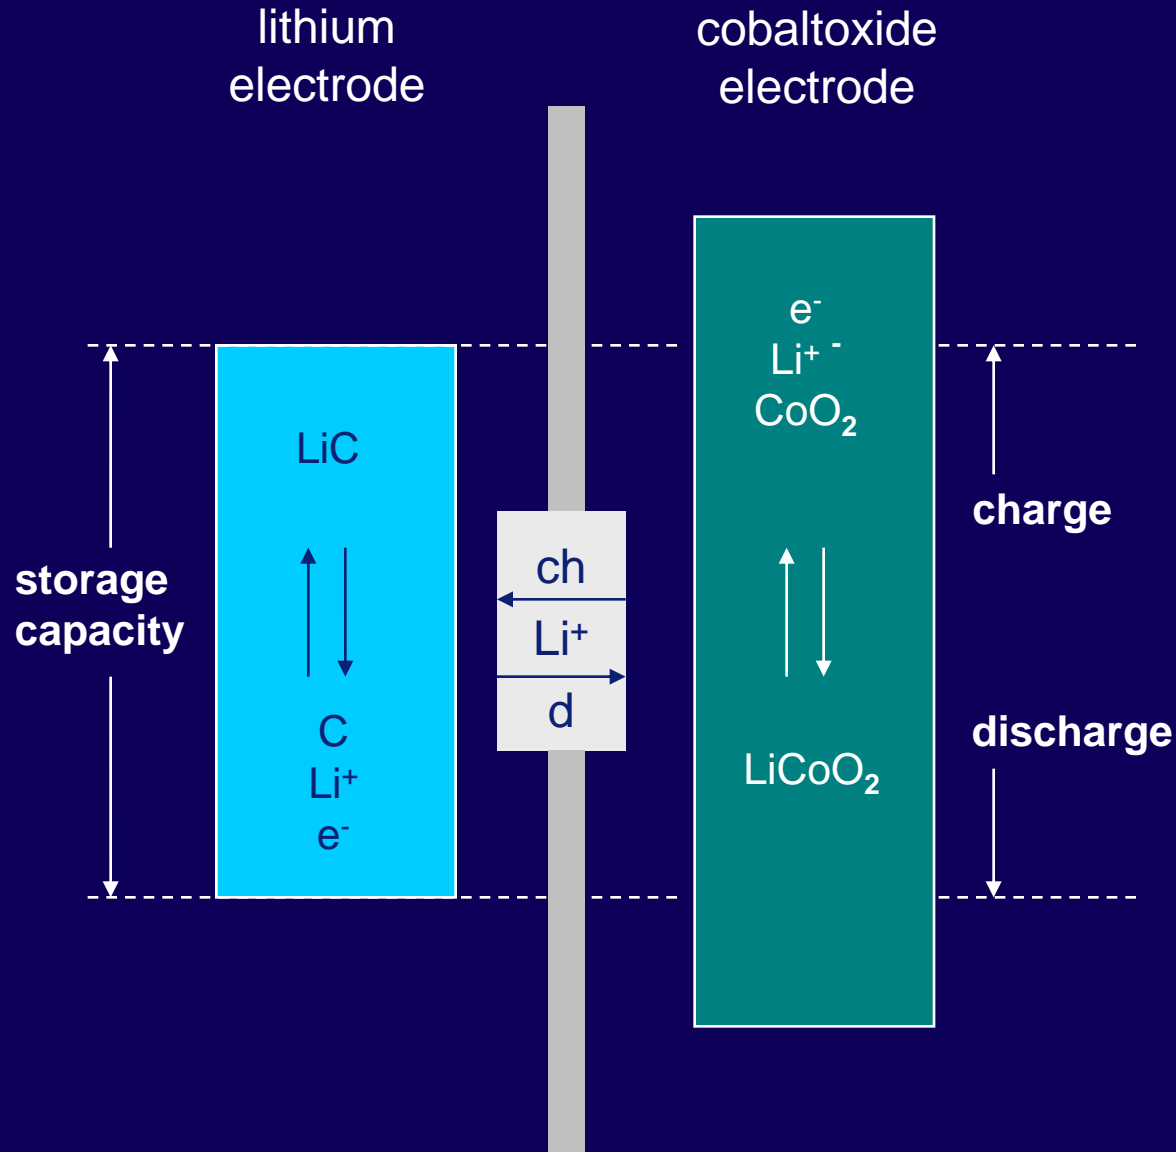 lithium
electrode
cobaltoxide
electrode
e⁻
Li⁺ -
CoO₂
LiC
charge
storage
capacity
ch
Li⁺
d
C
Li⁺
e⁻
discharge
LiCoO₂